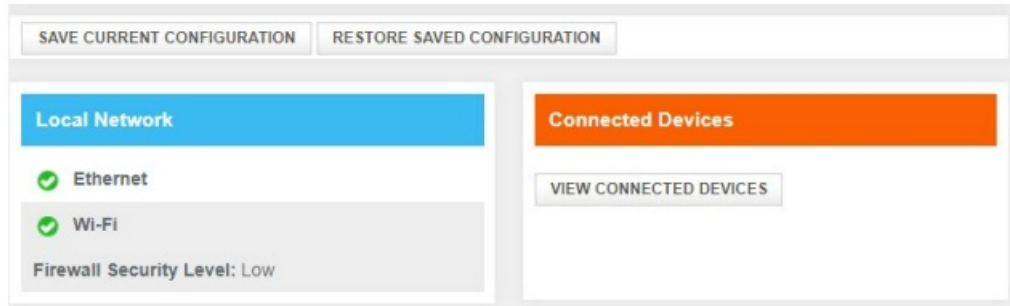 SAVE CURRENT CONFIGURATION
RESTORE SAVED CONFIGURATION
Local Network
Ethernet
Wi-Fi
Firewall Security Level: Low
Connected Devices
VIEW CONNECTED DEVICES